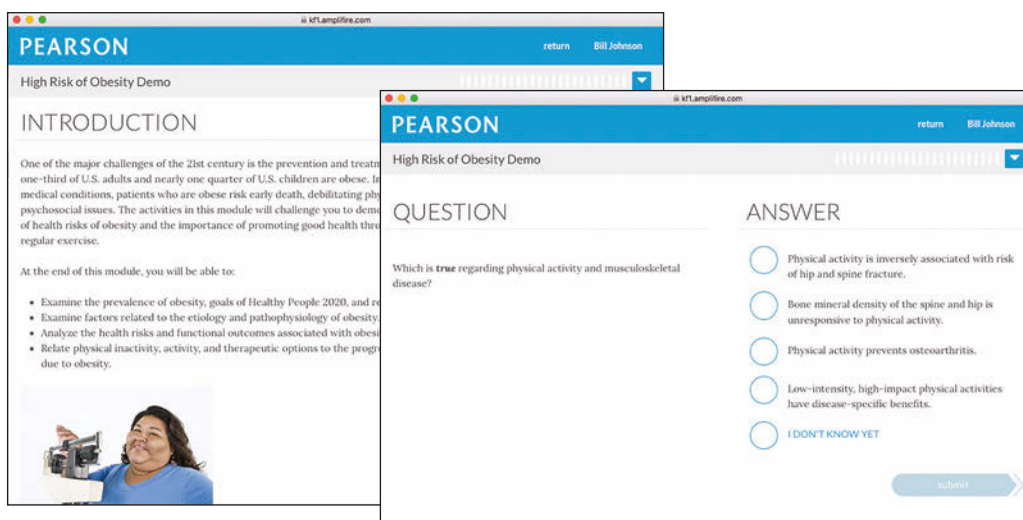 kf1.amplifire.com
PEARSON
return Bill Johnson
High Risk of Obesity Demo
INTRODUCTION
One of the major challenges of the 21st century is the prevention and
one-third of U.S. adults and nearly one quarter of U.S. children are obese.
medical conditions, patients who are obese risk early death, debilitating
psychosocial issues. The activities in this module will challenge you to
of health risks of obesity and the importance of promoting good health
regular exercise.
At the end of this module, you will be able to:
• Examine the prevalence of obesity, goals of Healthy People 2020, and
• Examine factors related to the etiology and pathophysiology of obesity.
• Analyze the health risks and functional outcomes associated with
• Relate physical inactivity, activity, and therapeutic options to the
due to obesity.
kf1.amplifire.com
PEARSON
return Bill Johnson
High Risk of Obesity Demo
QUESTION
Which is true regarding physical activity and musculoskeletal
disease?
ANSWER
Physical activity is inversely associated with risk
of hip and spine fracture.
Bone mineral density of the spine and hip is
unresponsive to physical activity.
Physical activity prevents osteoarthritis.
Low-intensity, high-impact physical activities
have disease-specific benefits.
I DON'T KNOW YET
submit